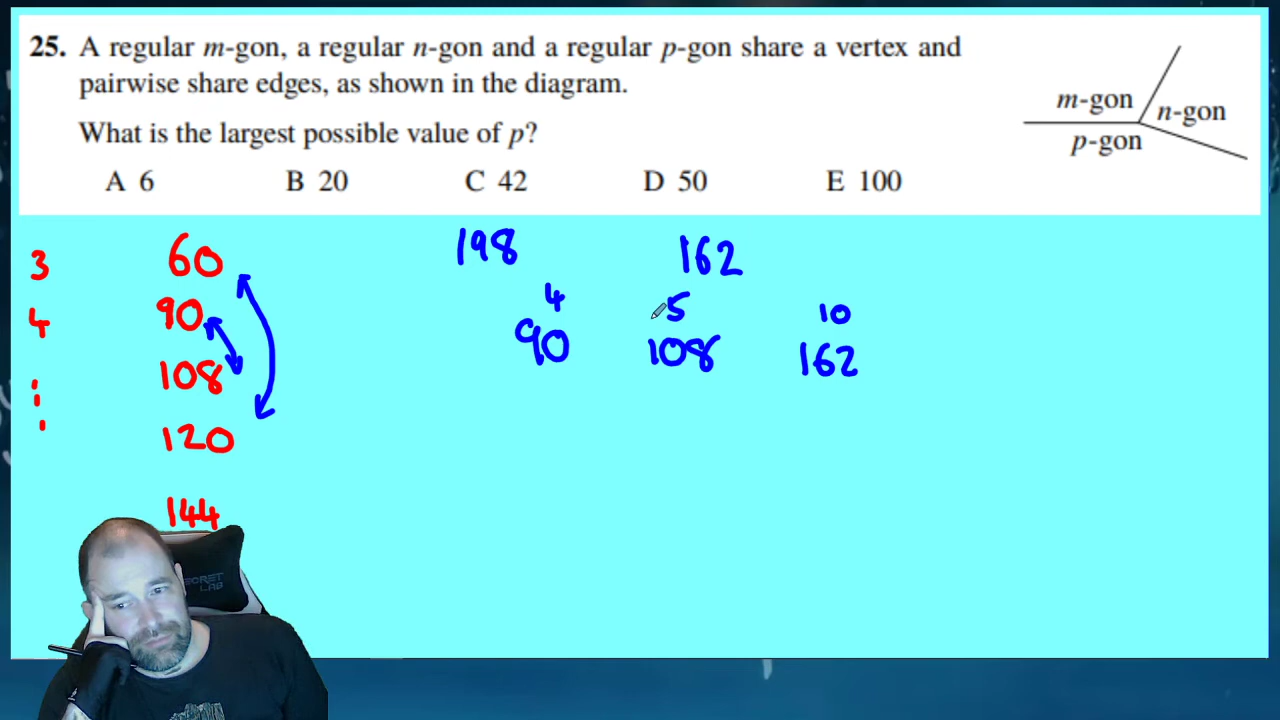 25. A regular m-gon, a regular n-gon and a regular p-gon share a vertex and
pairwise share edges, as shown in the diagram.
What is the largest possible value of p?
A 6 B 20 C 42 D 50 E 100
m-gon
n-gon
p-gon
3 60
4 90
108
120
144
198 162
4 5 10
90 108 162
SECRET
LAB